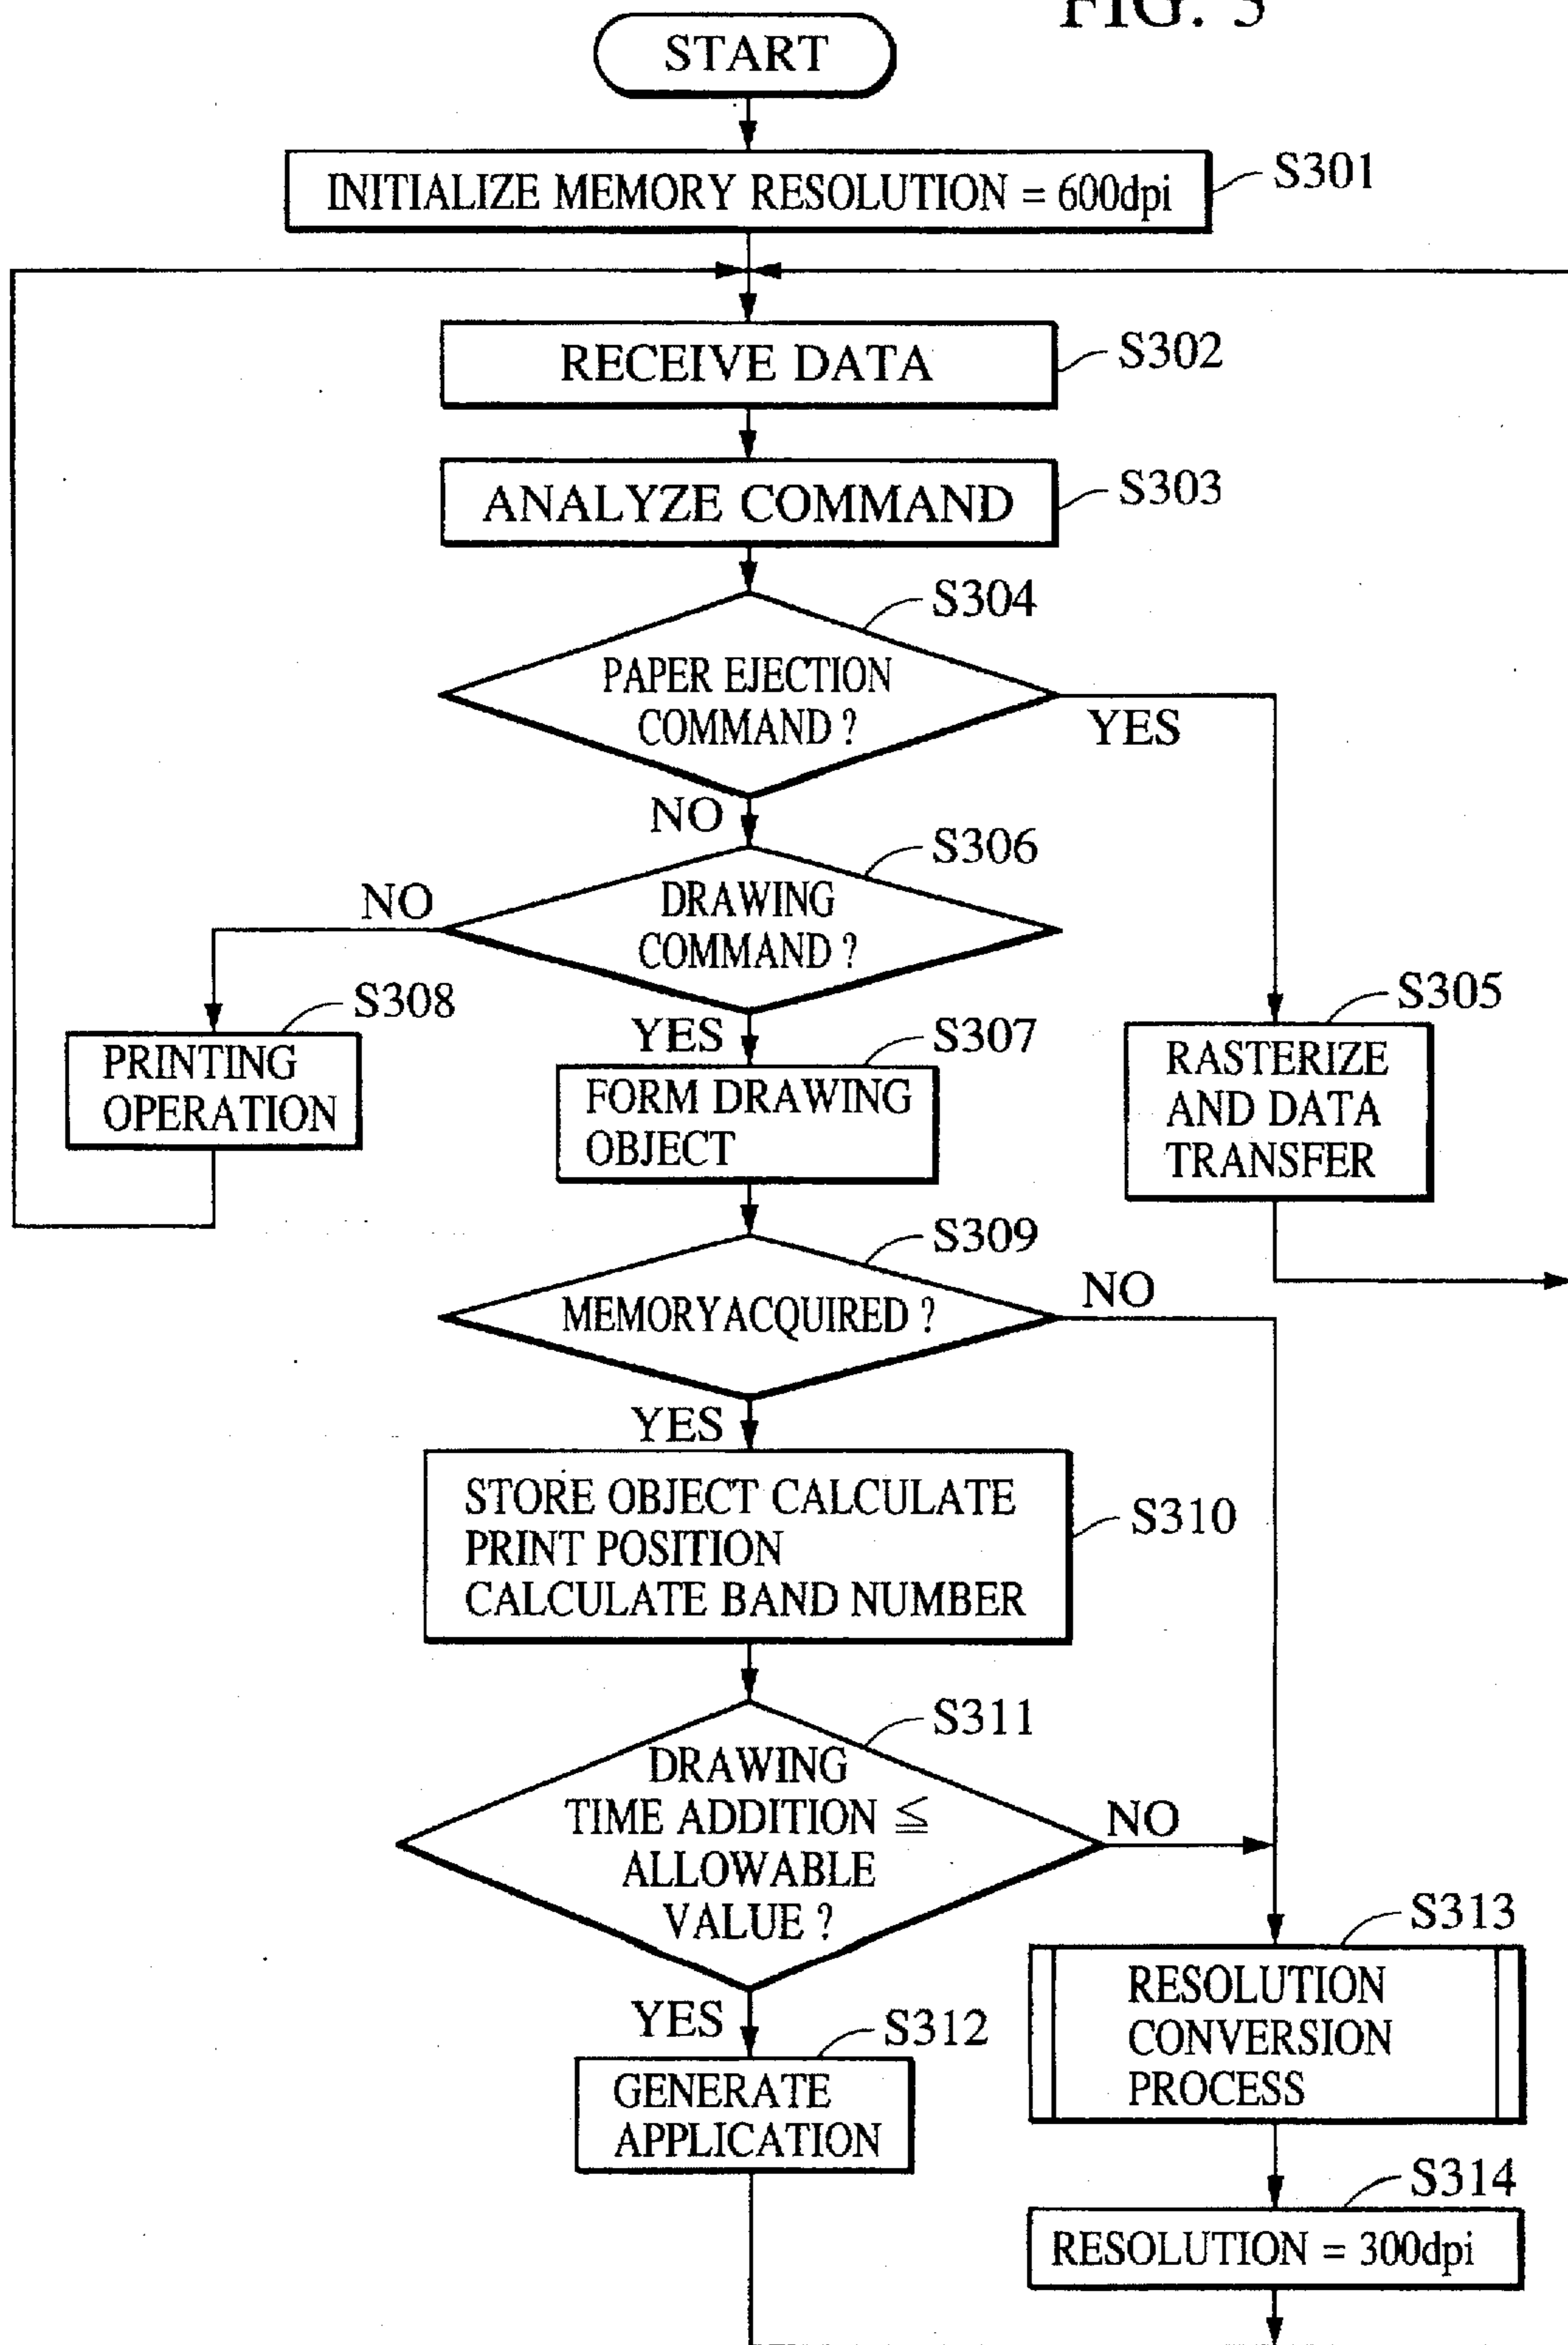 FIG. 3
START
INITIALIZE MEMORY RESOLUTION = 600dpi
S301
RECEIVE DATA
S302
ANALYZE COMMAND
S303
S304
PAPER EJECTION
COMMAND ?
YES
NO
S306
DRAWING
COMMAND ?
NO
S308
PRINTING
OPERATION
YES
S307
FORM DRAWING
OBJECT
S305
RASTERIZE
AND DATA
TRANSFER
S309
MEMORY ACQUIRED ?
NO
YES
STORE OBJECT CALCULATE
PRINT POSITION
CALCULATE BAND NUMBER
S310
S311
DRAWING
TIME ADDITION ≦
ALLOWABLE
VALUE ?
NO
YES
S312
GENERATE
APPLICATION
S313
RESOLUTION
CONVERSION
PROCESS
S314
RESOLUTION = 300dpi